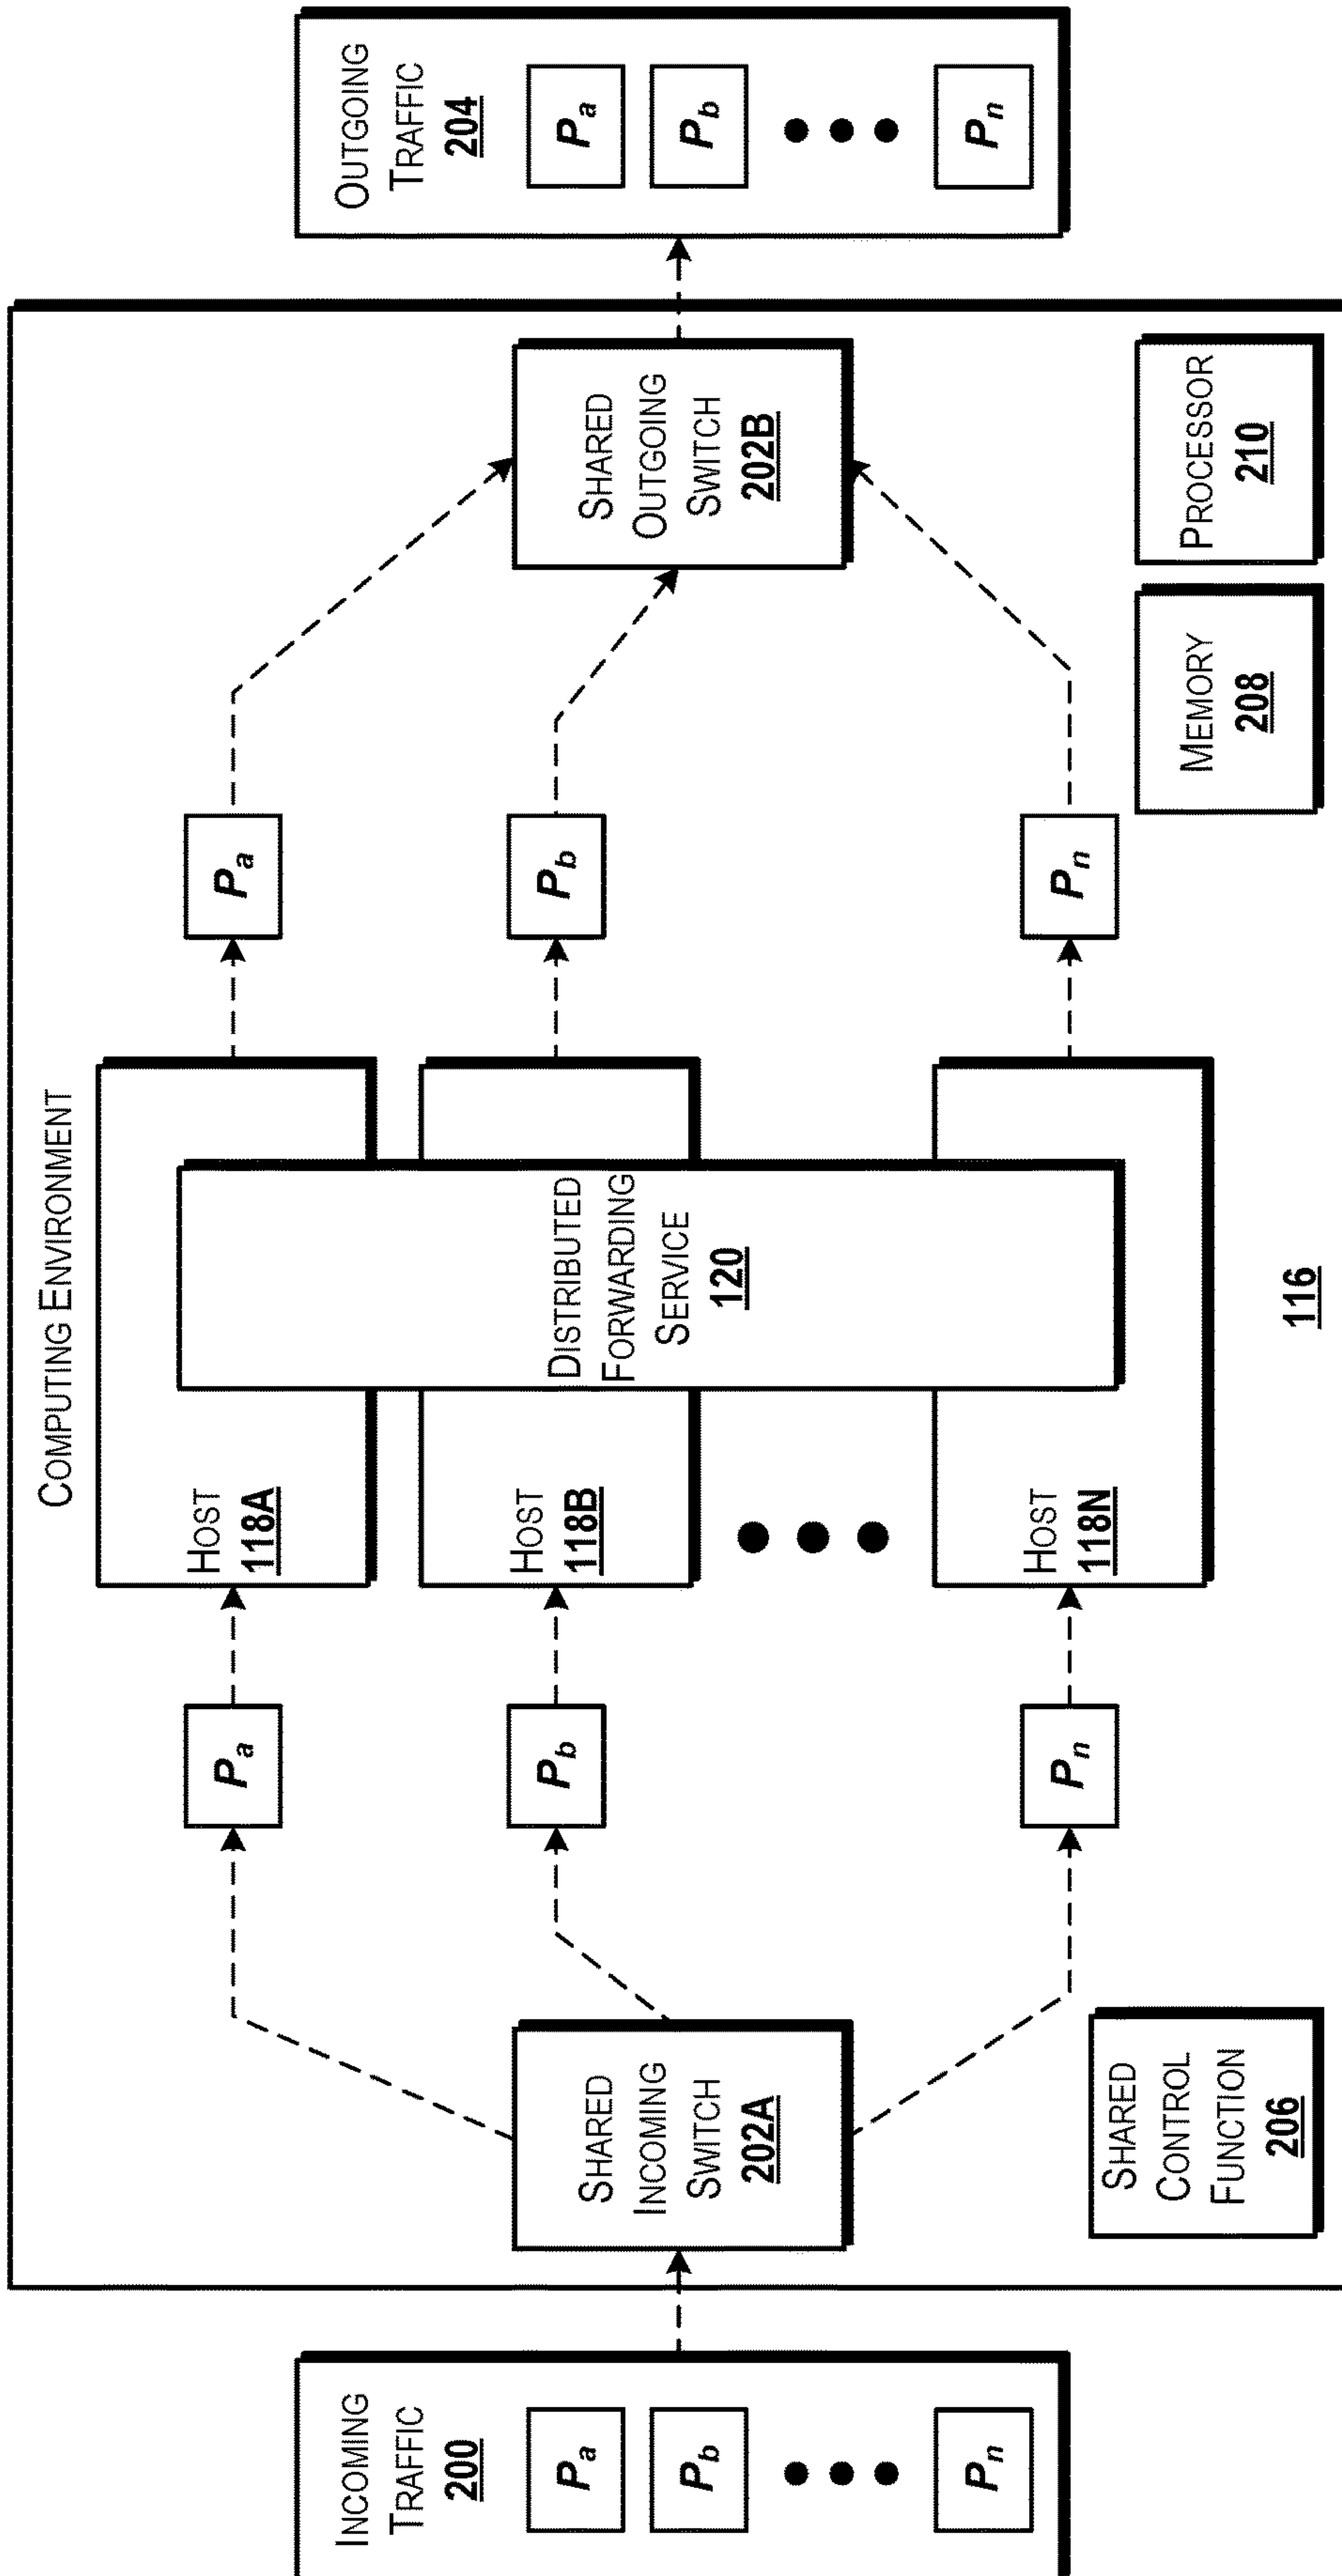 COMPUTING ENVIRONMENT
INCOMING
TRAFFIC
200
Pa
Pb
Pn
SHARED
INCOMING
SWITCH
202A
SHARED
CONTROL
FUNCTION
206
Pa
Pb
Pn
HOST
118A
HOST
118B
HOST
118N
DISTRIBUTED
FORWARDING
SERVICE
120
116
Pa
Pb
Pn
SHARED
OUTGOING
SWITCH
202B
MEMORY
208
PROCESSOR
210
OUTGOING
TRAFFIC
204
Pa
Pb
Pn